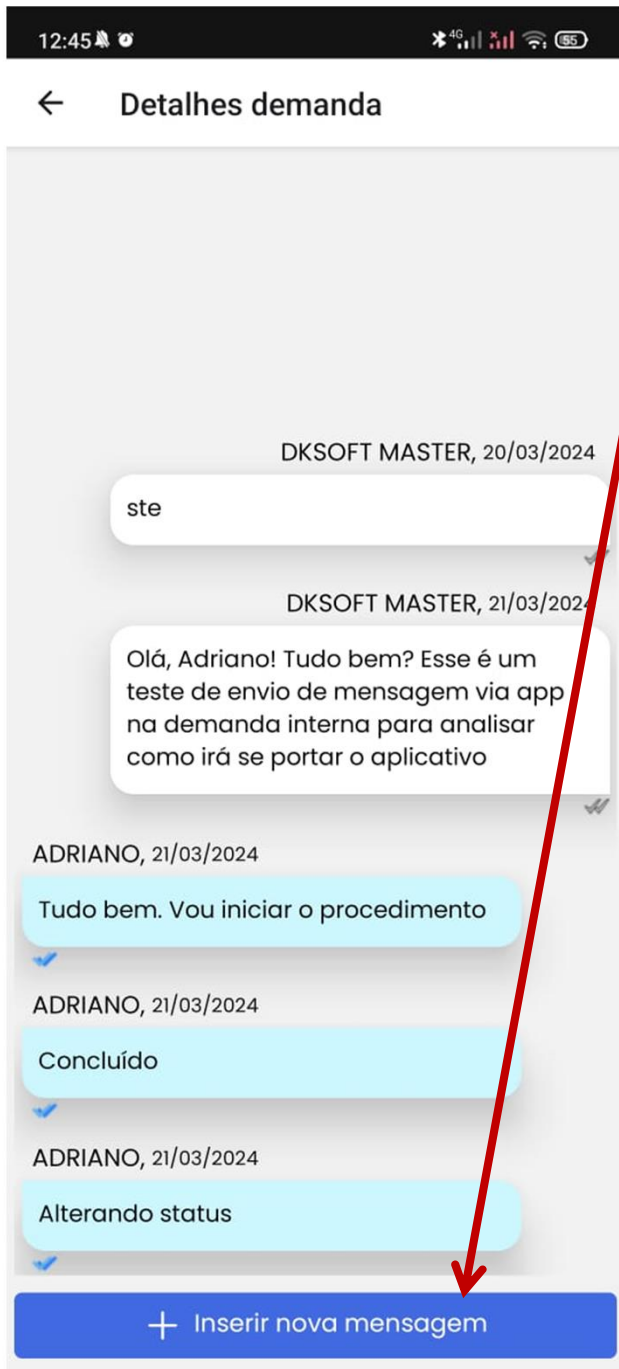 12:45
4G
55
Detalhes demanda
DKSOFT MASTER, 20/03/2024
ste
DKSOFT MASTER, 21/03/2024
Olá, Adriano! Tudo bem? Esse é um
teste de envio de mensagem via app
na demanda interna para analisar
como irá se portar o aplicativo
ADRIANO, 21/03/2024
Tudo bem. Vou iniciar o procedimento
ADRIANO, 21/03/2024
Concluído
ADRIANO, 21/03/2024
Alterando status
+ Inserir nova mensagem